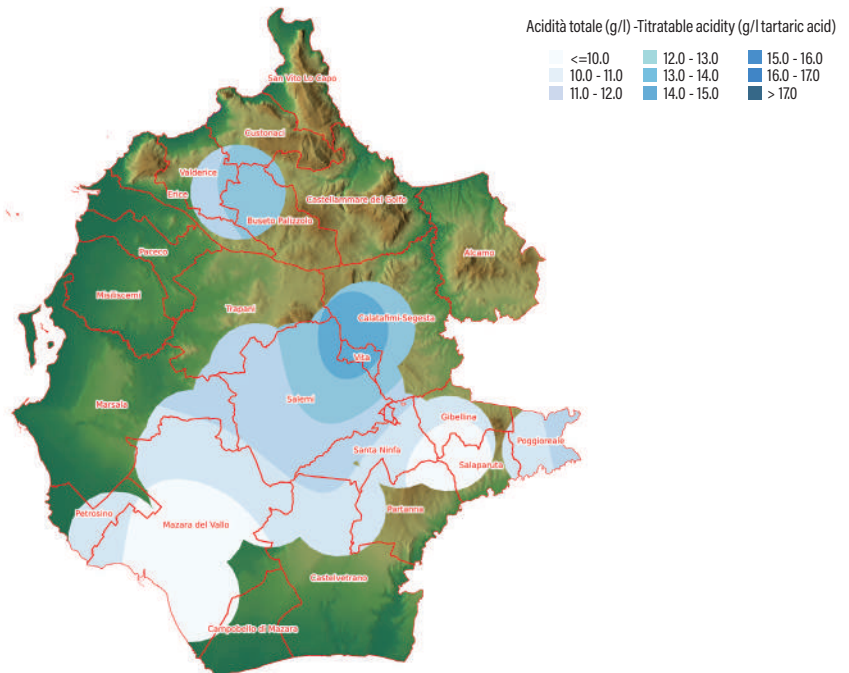 Acidità totale (g/l) -Titratable acidity (g/l tartaric acid)
<=10.0
10.0 - 11.0
11.0 - 12.0
12.0 - 13.0
13.0 - 14.0
14.0 - 15.0
15.0 - 16.0
16.0 - 17.0
> 17.0
San Vito Lo Capo
Custonaci
Valderice
Erice
Castellammare del Golfo
Buseto Palizzolo
Paceco
Alcamo
Misiliscemi
Trapani
Calatafimi-Segesta
Vita
Marsala
Salemi
Gibellina
Poggioreale
Santa Ninfa
Salaparuta
Petrosino
Mazara del Vallo
Partanna
Castelvetrano
Campobello di Mazara